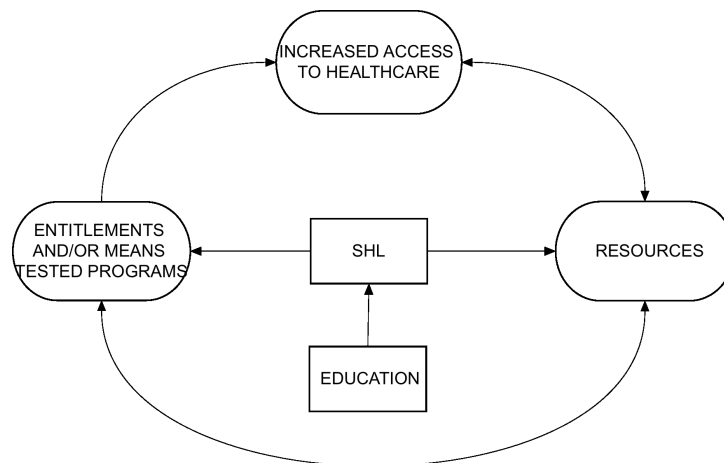 INCREASED ACCESS
TO HEALTHCARE
ENTITLEMENTS
AND/OR MEANS
TESTED PROGRAMS
SHL
RESOURCES
EDUCATION